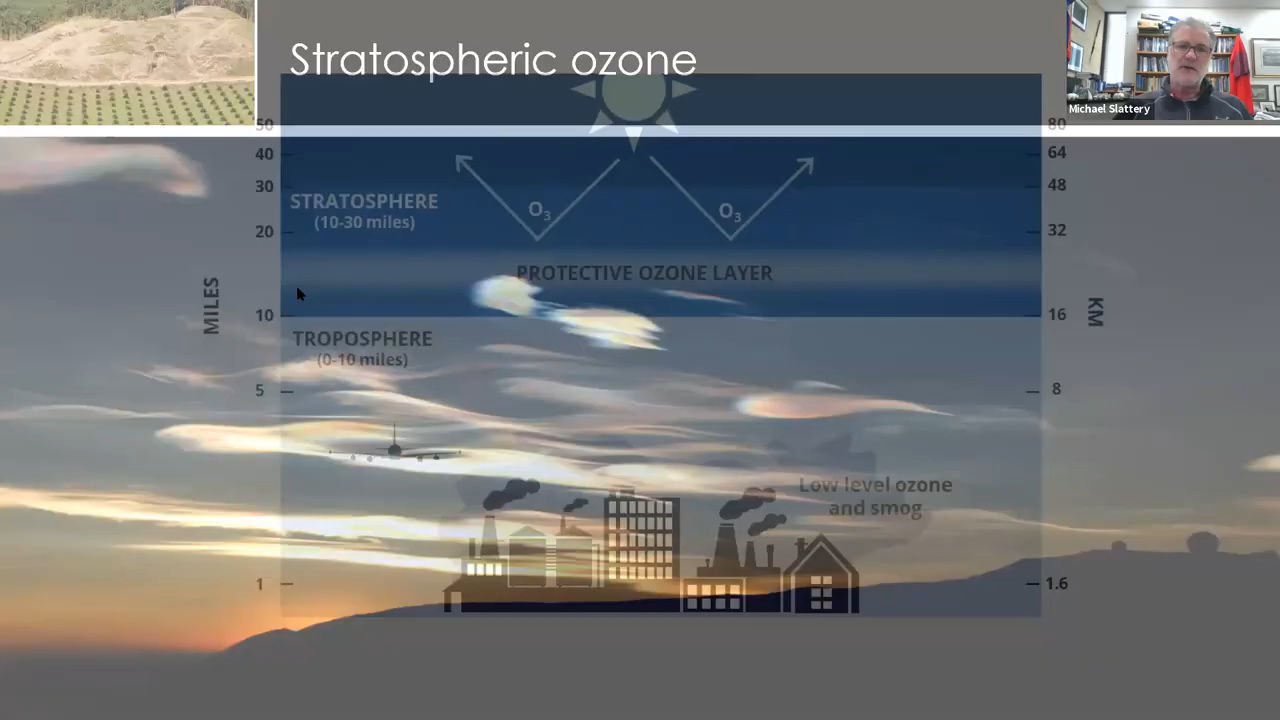 Stratospheric ozone
Michael Slattery
50
80
40
64
30
48
STRATOSPHERE
(10-30 miles)
O3
O3
20
32
PROTECTIVE OZONE LAYER
MILES
KM
10
16
TROPOSPHERE
(0-10 miles)
5
8
Low level ozone
and smog
1
1.6